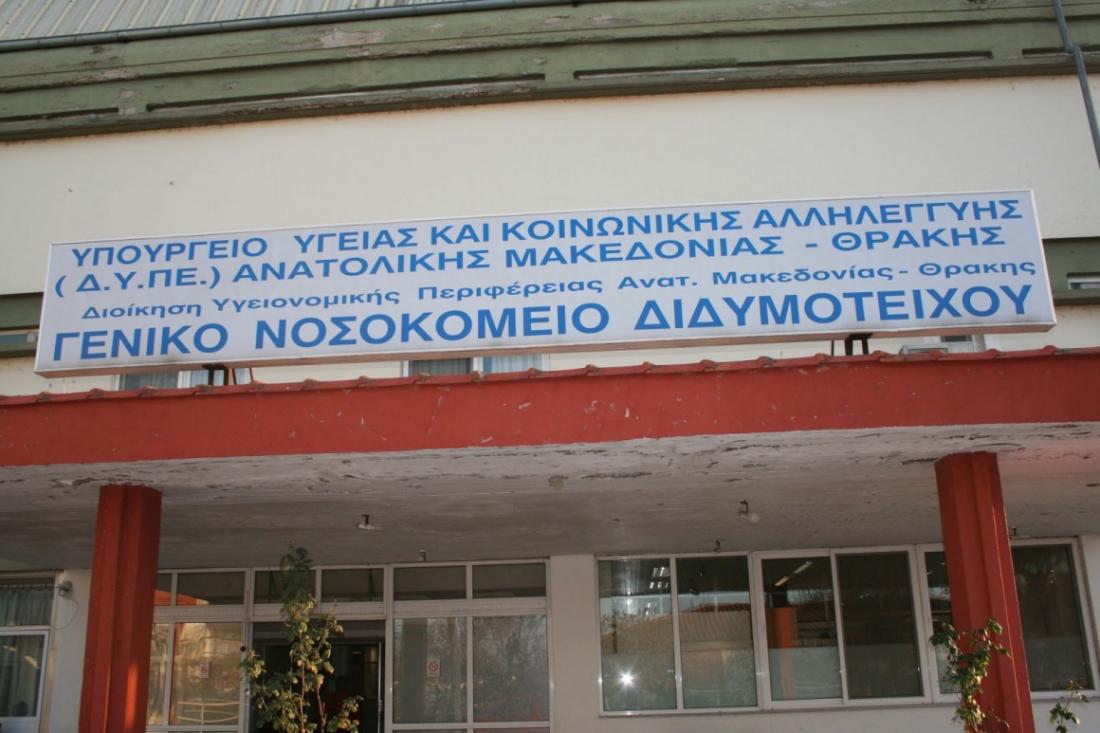 ΥΠΟΥΡΓΕΙΟ ΥΓΕΙΑΣ ΚΑΙ ΚΟΙΝΩΝΙΚΗΣ ΑΛΛΗΛΕΓΓΥΗΣ
( Δ.Υ.ΠΕ.) ΑΝΑΤΟΛΙΚΗΣ ΜΑΚΕΔΟΝΙΑΣ - ΘΡΑΚΗΣ
Διοίκηση Υγειονομικής Περιφέρειας Ανατ. Μακεδονίας - Θρακης
ΓΕΝΙΚΟ ΝΟΣΟΚΟΜΕΙΟ ΔΙΔΥΜΟΤΕΙΧΟΥ